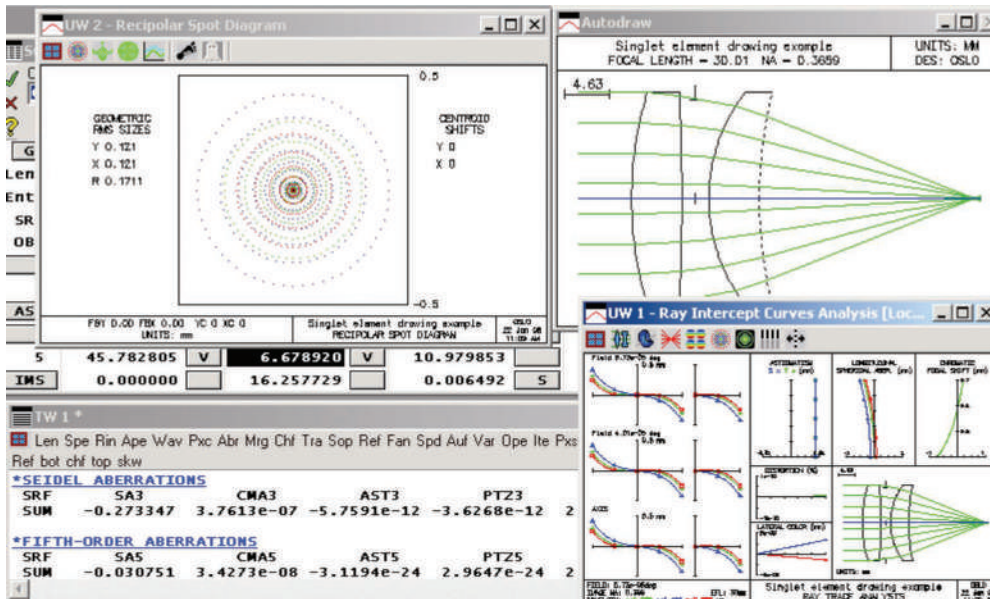 UW 2 - Recipolar Spot Diagram
0.5
GEOMETRIC
RMS SIZES
Y 0.121
X 0.121
R 0.1711
CENTROID
SHIFTS
Y 0
X 0
-0.5
FBY 0.00 FBX 0.00 YC 0 XC 0
UNITS: mm
Singlet element drawing example
RECIPOLAR SPOT DIAGRAM
OSLO
Len
Ent
SR
OB
AS
5 45.782805 V 6.678920 V 10.979853
IMS 0.000000 16.257729 0.006492 S
Autodraw
Singlet element drawing example
FOCAL LENGTH = 30.01 NA = 0.3659
UNITS: MM
DES: OSLO
4.63
TW 1 *
Len Spe Rin Ape Wav Pxc Abr Mrg Chf Tra Sop Ref Fan Spd Auf Var Ope Ite Pxs
Ref bot chf top skw
*SEIDEL ABERRATIONS
SRF SA3 CMA3 AST3 PTZ3
SUM -0.273347 3.7613e-07 -5.7591e-12 -3.6268e-12 2
*FIFTH-ORDER ABERRATIONS
SRF SA5 CMA5 AST5 PTZ5
SUM -0.030751 3.4273e-08 -3.1194e-24 2.9647e-24 2
UW 1 - Ray Intercept Curves Analysis [Loc...
ASTIGMATISM
LONGITUDINAL
SPHERICAL ABER. (mm)
CHROMATIC
FOCAL SHIFT (mm)
AXIS
DISTORTION (%)
LATERAL COLOR (mm)
UNITS: mm
Singlet element drawing example
RAY TRACE ANALYSIS
OSLO